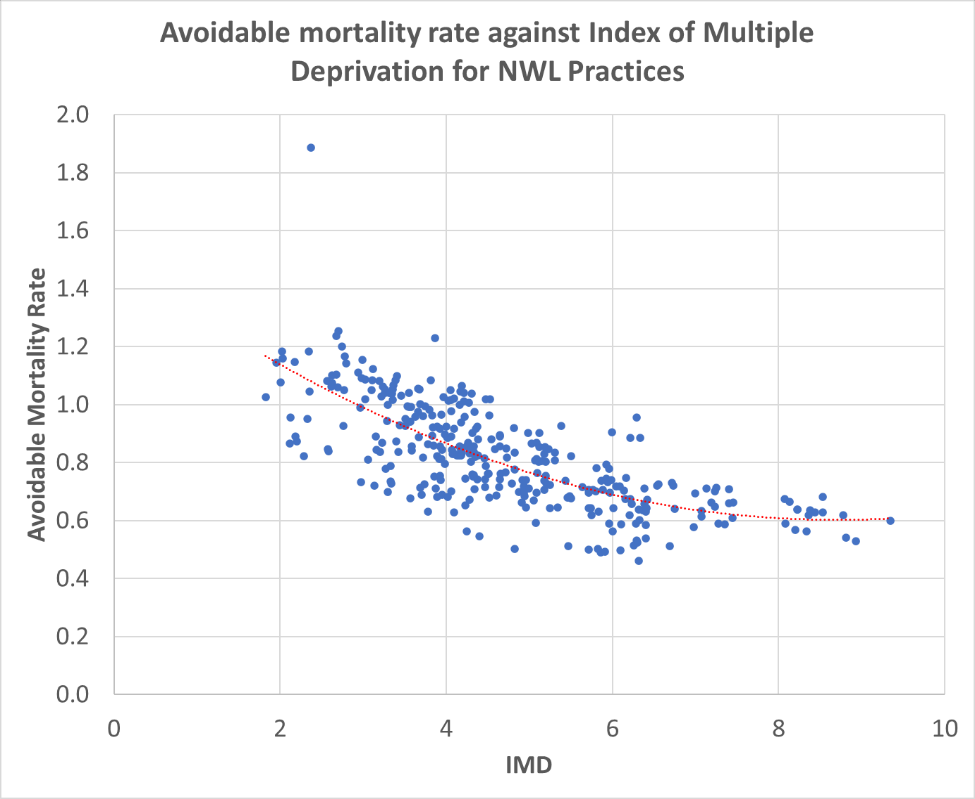 Avoidable mortality rate against Index of Multiple
Deprivation for NWL Practices
2.0
1.8
1.6
1.4
1.2
1.0
0.8
0.6
0.4
0.2
0.0
Avoidable Mortality Rate
0 2 4 6 8 10
IMD